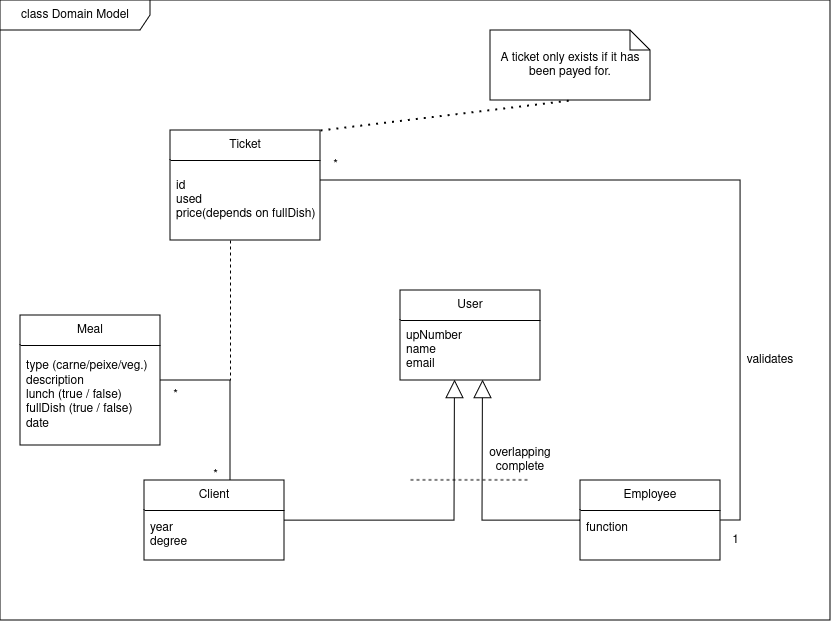 class Domain Model
A ticket only exists if it has
been payed for.
Ticket
*
id
used
price(depends on fullDish)
User
upNumber
name
email
Meal
type (carne/peixe/veg.)
description
lunch (true / false)
fullDish (true / false)
date
*
validates
overlapping
complete
*
Client
year
degree
Employee
function
1